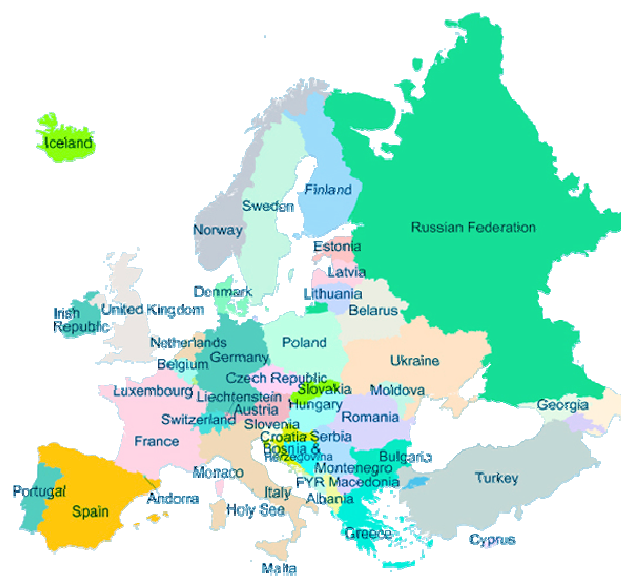 Iceland
Finland
Sweden
Norway
Russian Federation
Estonia
Latvia
Denmark
Lithuania
Irish
Republic
United Kingdom
Belarus
Netherlands
Poland
Germany
Belgium
Ukraine
Czech Republic
Luxembourg
Slovakia
Moldova
Liechtenstein
Hungary
Georgia
Austria
Switzerland
Romania
Slovenia
Croatia
Serbia
France
Bosnia &
Herzegovina
Bulgaria
Montenegro
Monaco
Turkey
FYR Macedonia
Portugal
Andorra
Italy
Albania
Spain
Holy See
Greece
Cyprus
Malta